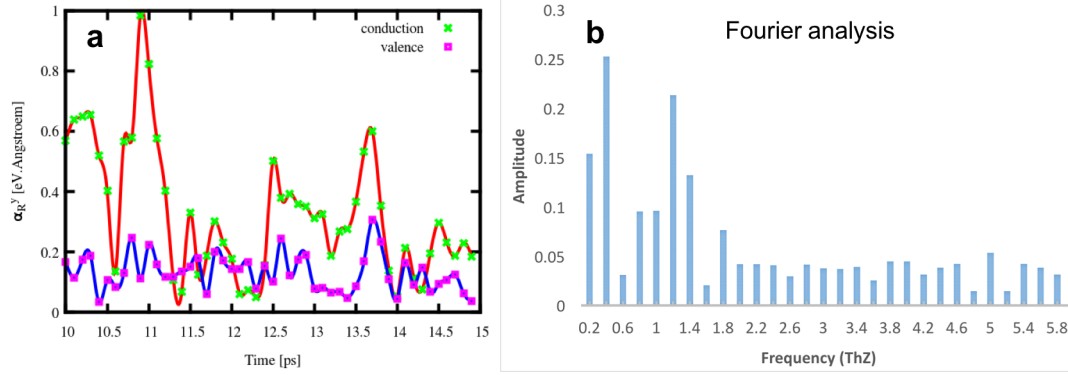 a
conduction
valence
α_R^y [eV.Angstroem]
1
0.8
0.6
0.4
0.2
0
10 10.5 11 11.5 12 12.5 13 13.5 14 14.5 15
Time [ps]
b
Fourier analysis
Amplitude
0.3
0.25
0.2
0.15
0.1
0.05
0
0.2 0.6 1 1.4 1.8 2.2 2.6 3 3.4 3.8 4.2 4.6 5 5.4 5.8
Frequency (ThZ)